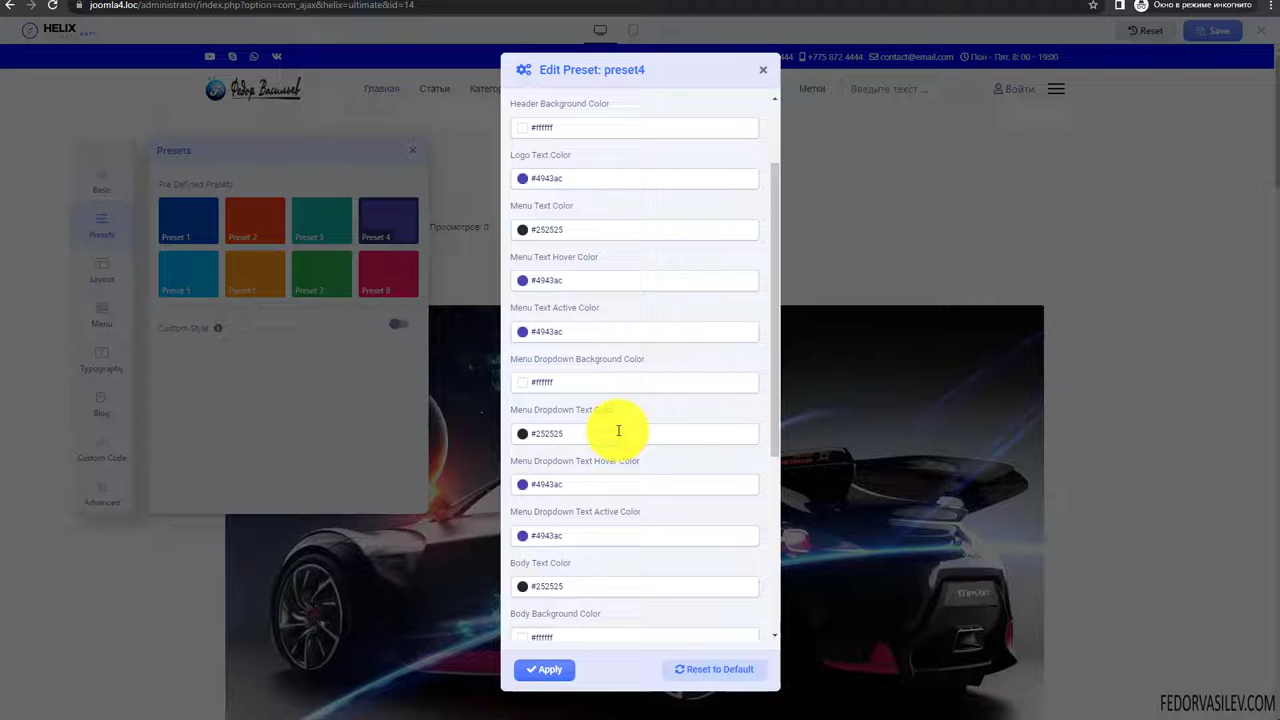 joomla4.loc/administrator/index.php?option=com_ajax&helix=ultimate&id=14
Окно в режиме инкогнито
HELIX
Reset
Save
444
+775 872 4444
contact@email.com
Пон - Пят. 8: 00 - 19:00
Федор Васильев
Главная
Статьи
Метки
Введите текст ...
Войти
Edit Preset: preset4
Header Background Color
#ffffff
Logo Text Color
#4943ac
Menu Text Color
#252525
Menu Text Hover Color
#4943ac
Menu Text Active Color
#4943ac
Menu Dropdown Background Color
#ffffff
Menu Dropdown Text Color
#252525
Menu Dropdown Text Hover Color
#4943ac
Menu Dropdown Text Active Color
#4943ac
Body Text Color
#252525
Body Background Color
#ffffff
Apply
Reset to Default
Basic
Presets
Layout
Menu
Typography
Blog
Custom Code
Advanced
Presets
Pre Defined Presets
Preset 1
Preset 2
Preset 3
Preset 4
Preset 5
Preset 6
Preset 7
Preset 8
Custom Style
Просмотров: 0
FEDORVASILEV.COM